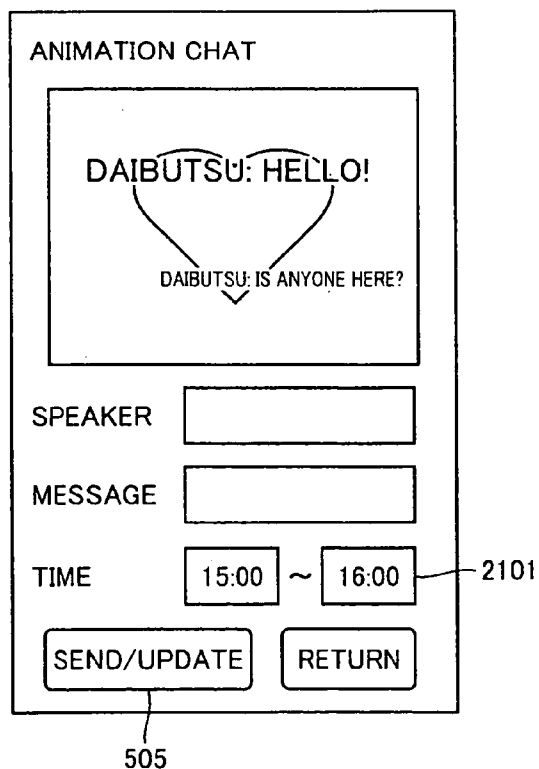 ANIMATION CHAT
DAIBUTSU: HELLO!
DAIBUTSU: IS ANYONE HERE?
SPEAKER
MESSAGE
TIME 15:00 ~ 16:00 2101
SEND/UPDATE RETURN
505